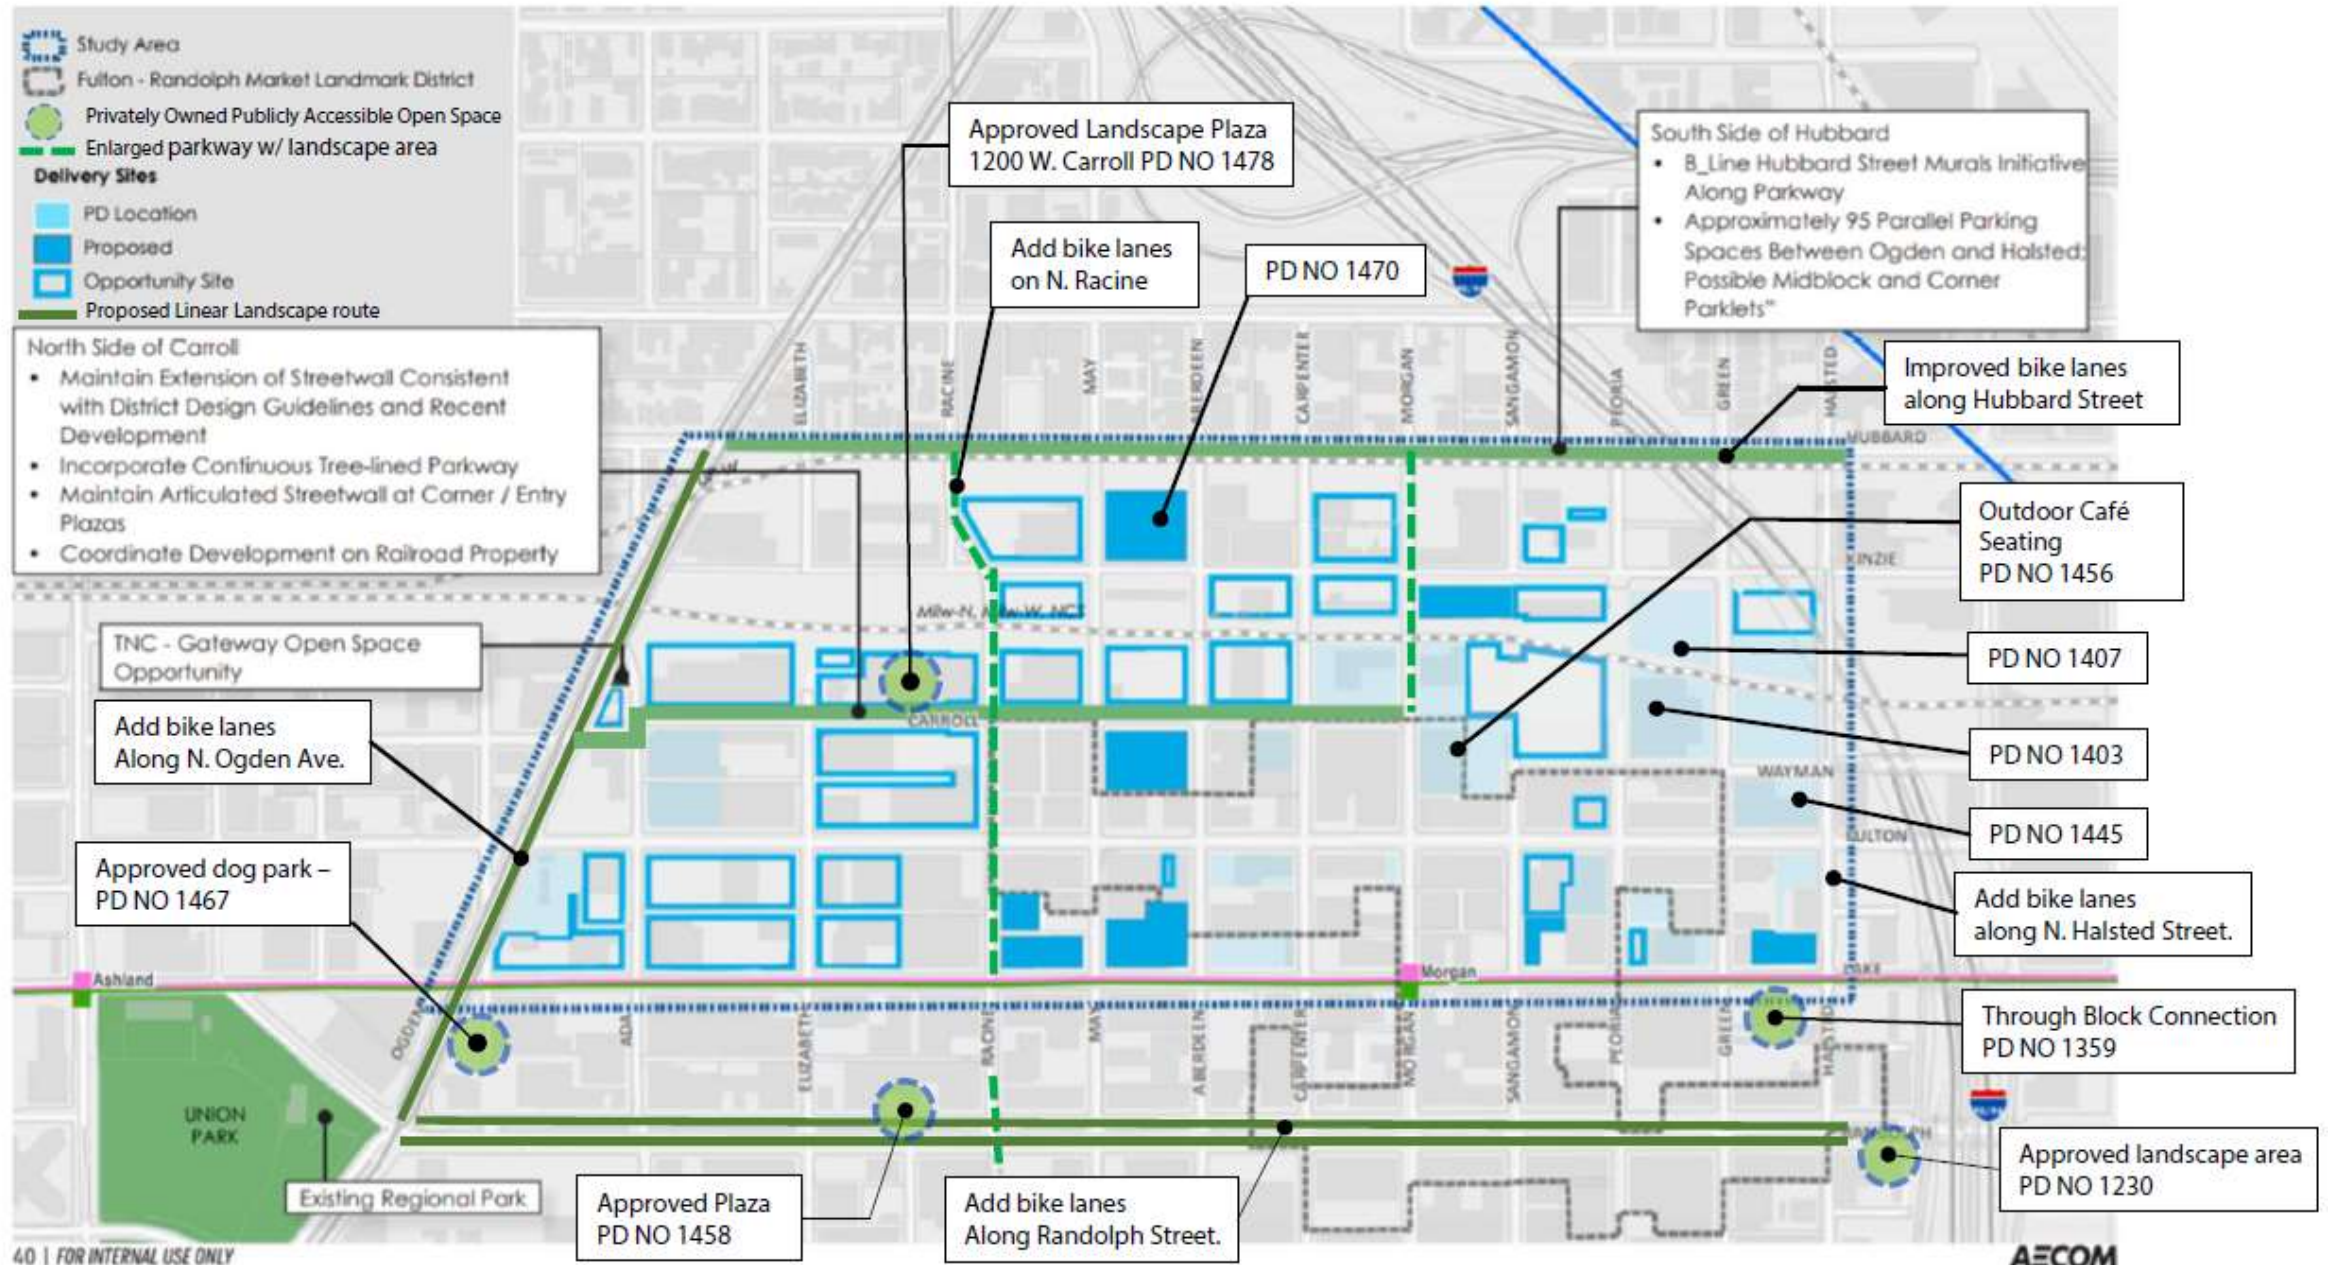 Study Area
Fulton - Randolph Market Landmark District
Privately Owned Publicly Accessible Open Space
Enlarged parkway w/ landscape area
Delivery Sites
PD Location
Proposed
Opportunity Site
Proposed Linear Landscape route
North Side of Carroll
• Maintain Extension of Streetwall Consistent
with District Design Guidelines and Recent
Development
• Incorporate Continuous Tree-lined Parkway
• Maintain Articulated Streetwall at Corner / Entry
Plazas
• Coordinate Development on Railroad Property
Approved Landscape Plaza
1200 W. Carroll PD NO 1478
Add bike lanes
on N. Racine
PD NO 1470
South Side of Hubbard
• B_Line Hubbard Street Murals Initiative
Along Parkway
• Approximately 95 Parallel Parking
Spaces Between Ogden and Halsted;
Possible Midblock and Corner
Parklets"
Improved bike lanes
along Hubbard Street
ELIZABETH
RACINE
MAY
ABERDEEN
CARPENTER
MORGAN
SANGAMON
PEORIA
GREEN
HALSTED
HUBBARD
Outdoor Café
Seating
PD NO 1456
KINZIE
TNC - Gateway Open Space
Opportunity
Milw-N, Milw-W, NCS
PD NO 1407
CARROLL
Add bike lanes
Along N. Ogden Ave.
PD NO 1403
WAYMAN
PD NO 1445
FULTON
Approved dog park –
PD NO 1467
Add bike lanes
along N. Halsted Street.
Ashland
Morgan
LAKE
OGDEN
ADA
ELIZABETH
RACINE
MAY
ABERDEEN
CARPENTER
MORGAN
SANGAMON
PEORIA
GREEN
HALSTED
Through Block Connection
PD NO 1359
UNION
PARK
RANDOLPH
Existing Regional Park
Approved Plaza
PD NO 1458
Add bike lanes
Along Randolph Street.
Approved landscape area
PD NO 1230
40 | FOR INTERNAL USE ONLY
AECOM